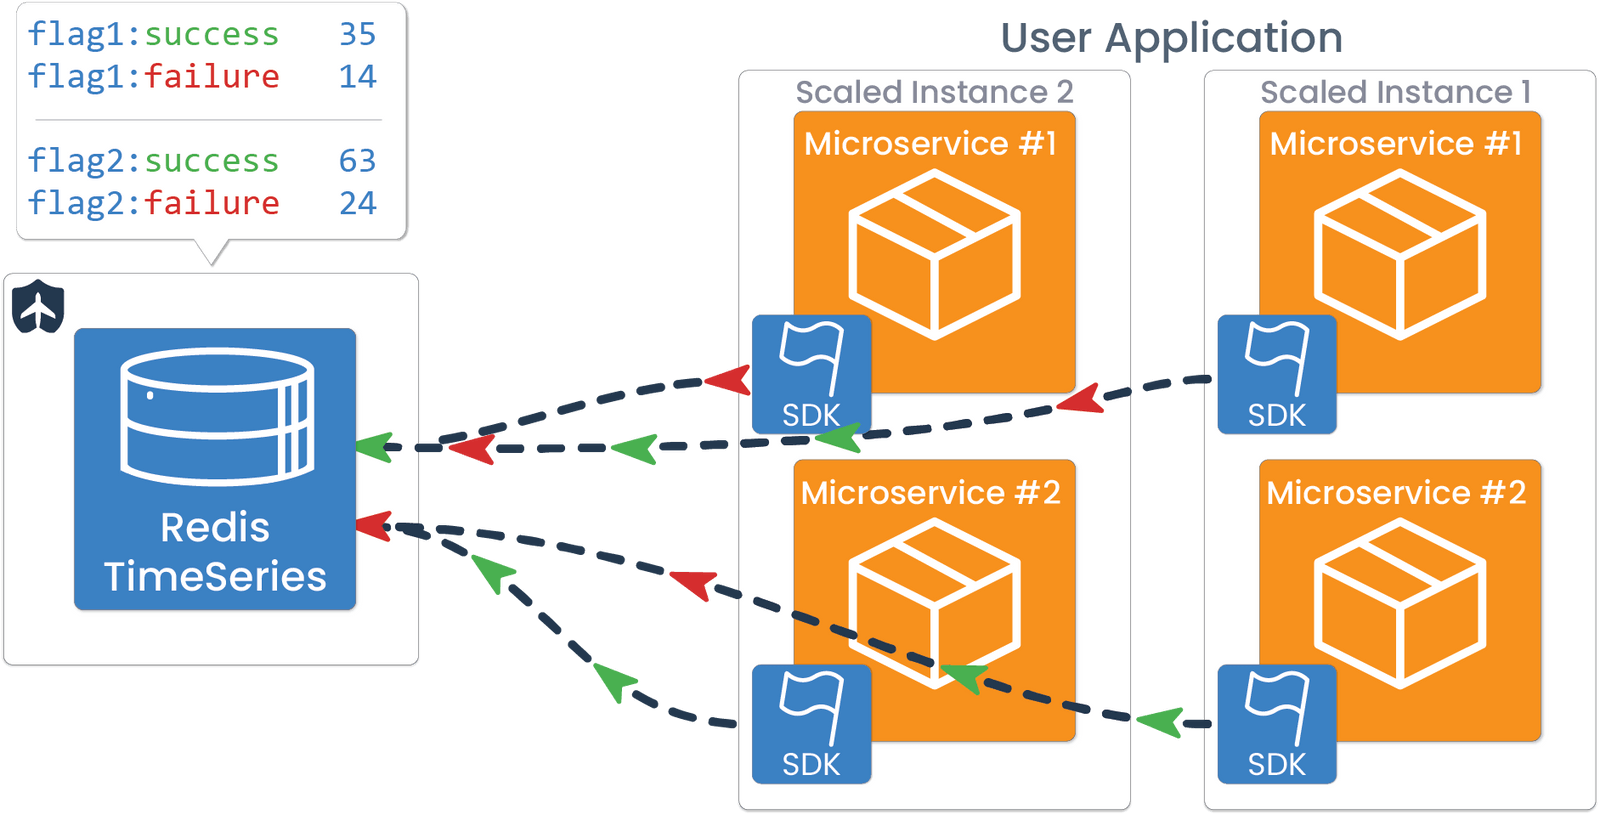 flag1:success 35
flag1:failure 14
flag2:success 63
flag2:failure 24
User Application
Scaled Instance 2
Scaled Instance 1
Microservice #1
Microservice #1
SDK
SDK
Redis
TimeSeries
Microservice #2
Microservice #2
SDK
SDK